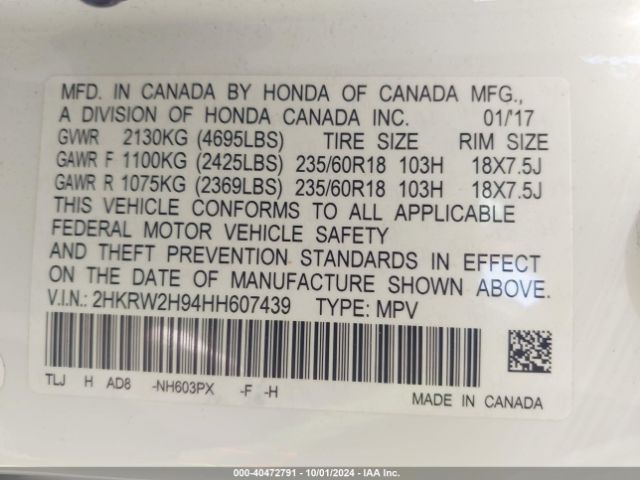 MFD. IN CANADA BY HONDA OF CANADA MFG.,
A DIVISION OF HONDA CANADA INC. 01/'17
GVWR 2130KG (4695LBS) TIRE SIZE RIM SIZE
GAWR F 1100KG (2425LBS) 235/60R18 103H 18X7.5J
GAWR R 1075KG (2369LBS) 235/60R18 103H 18X7.5J
THIS VEHICLE CONFORMS TO ALL APPLICABLE
FEDERAL MOTOR VEHICLE SAFETY
AND THEFT PREVENTION STANDARDS IN EFFECT
ON THE DATE OF MANUFACTURE SHOWN ABOVE.
V.I.N.: 2HKRW2H94HH607439 TYPE: MPV
TLJ H AD8 -NH603PX -F -H
MADE IN CANADA
000-40472791 - 10/01/2024 - IAA Inc.